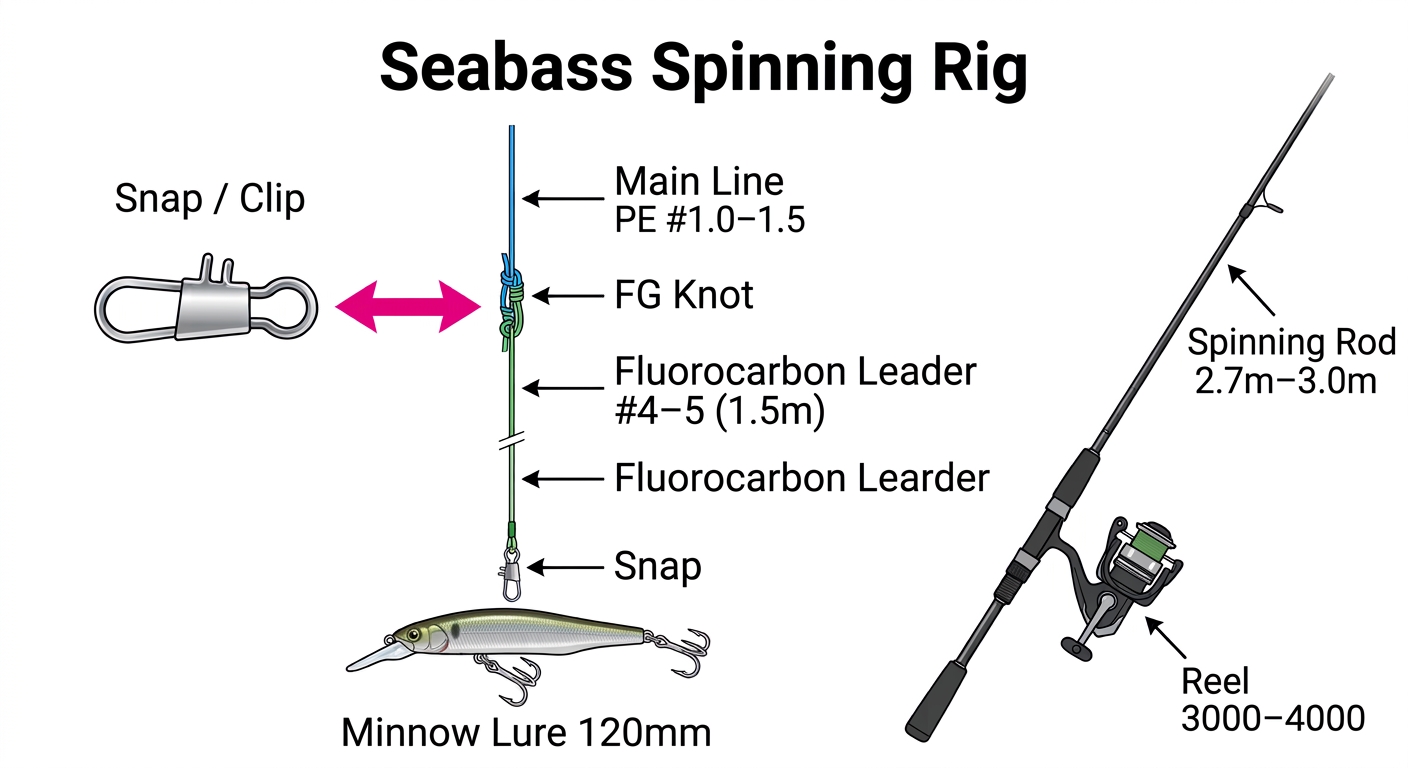 Seabass Spinning Rig
Snap / Clip
Main Line
PE #1.0–1.5
FG Knot
Fluorocarbon Leader
#4–5 (1.5m)
Fluorocarbon Learder
Snap
Minnow Lure 120mm
Spinning Rod
2.7m–3.0m
Reel
3000–4000